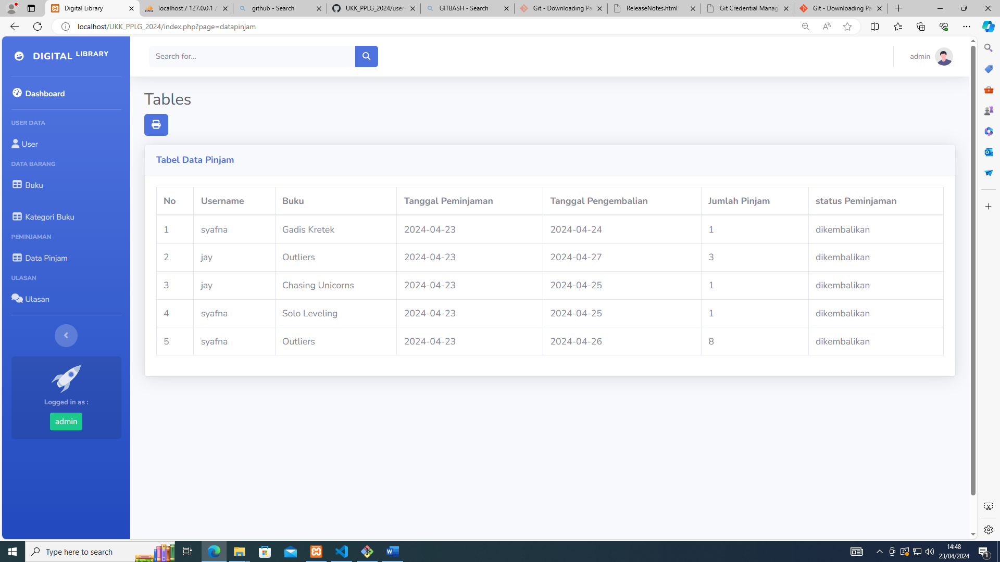 Digital Library
localhost / 127.0.0.1 /
github - Search
UKK_PPLG_2024/user-
GITBASH - Search
Git - Downloading Pa
ReleaseNotes.html
Git Credential Manag
Git - Downloading Pa
localhost/UKK_PPLG_2024/index.php?page=datapinjam
DIGITAL LIBRARY
Search for...
admin
Dashboard
USER DATA
User
DATA BARANG
Buku
Kategori Buku
PEMINJAMAN
Data Pinjam
ULASAN
Ulasan
Logged in as :
admin
Tables
Tabel Data Pinjam
No Username Buku Tanggal Peminjaman Tanggal Pengembalian Jumlah Pinjam status Peminjaman
1 syafna Gadis Kretek 2024-04-23 2024-04-24 1 dikembalikan
2 jay Outliers 2024-04-23 2024-04-27 3 dikembalikan
3 jay Chasing Unicorns 2024-04-23 2024-04-25 1 dikembalikan
4 syafna Solo Leveling 2024-04-23 2024-04-25 1 dikembalikan
5 syafna Outliers 2024-04-23 2024-04-26 8 dikembalikan
Type here to search
14:48
23/04/2024
1